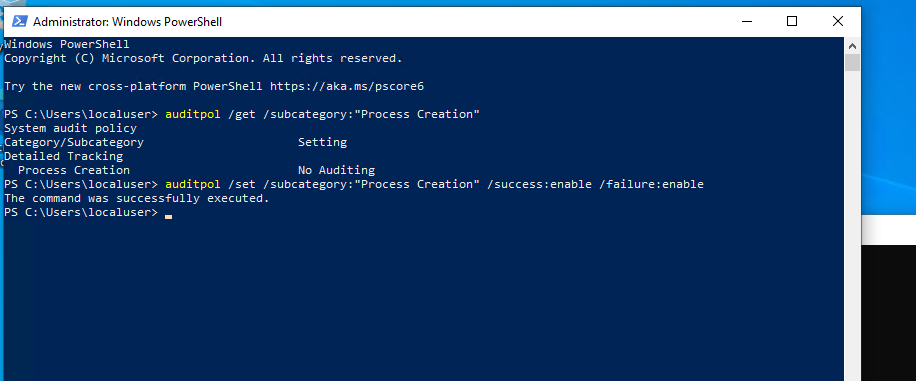 Administrator: Windows PowerShell
Windows PowerShell
Copyright (C) Microsoft Corporation. All rights reserved.
Try the new cross-platform PowerShell https://aka.ms/pscore6
PS C:\Users\localuser> auditpol /get /subcategory:"Process Creation"
System audit policy
Category/Subcategory                      Setting
Detailed Tracking
  Process Creation                        No Auditing
PS C:\Users\localuser> auditpol /set /subcategory:"Process Creation" /success:enable /failure:enable
The command was successfully executed.
PS C:\Users\localuser>